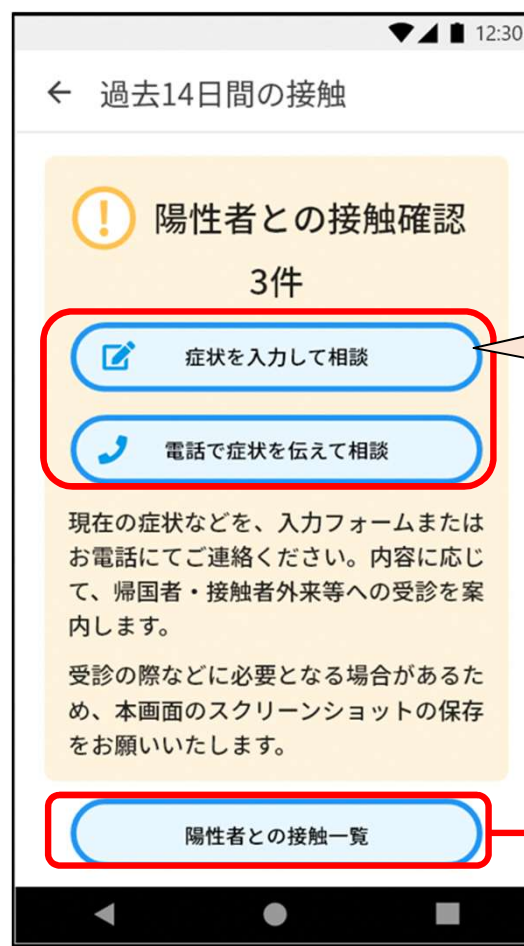 12:30
← 過去14日間の接触
陽性者との接触確認
3件
症状を入力して相談
電話で症状を伝えて相談
現在の症状などを、入力フォームまたは
お電話にてご連絡ください。内容に応じ
て、帰国者・接触者外来等への受診を案
内します。
受診の際などに必要となる場合があるた
め、本画面のスクリーンショットの保存
をお願いいたします。
陽性者との接触一覧